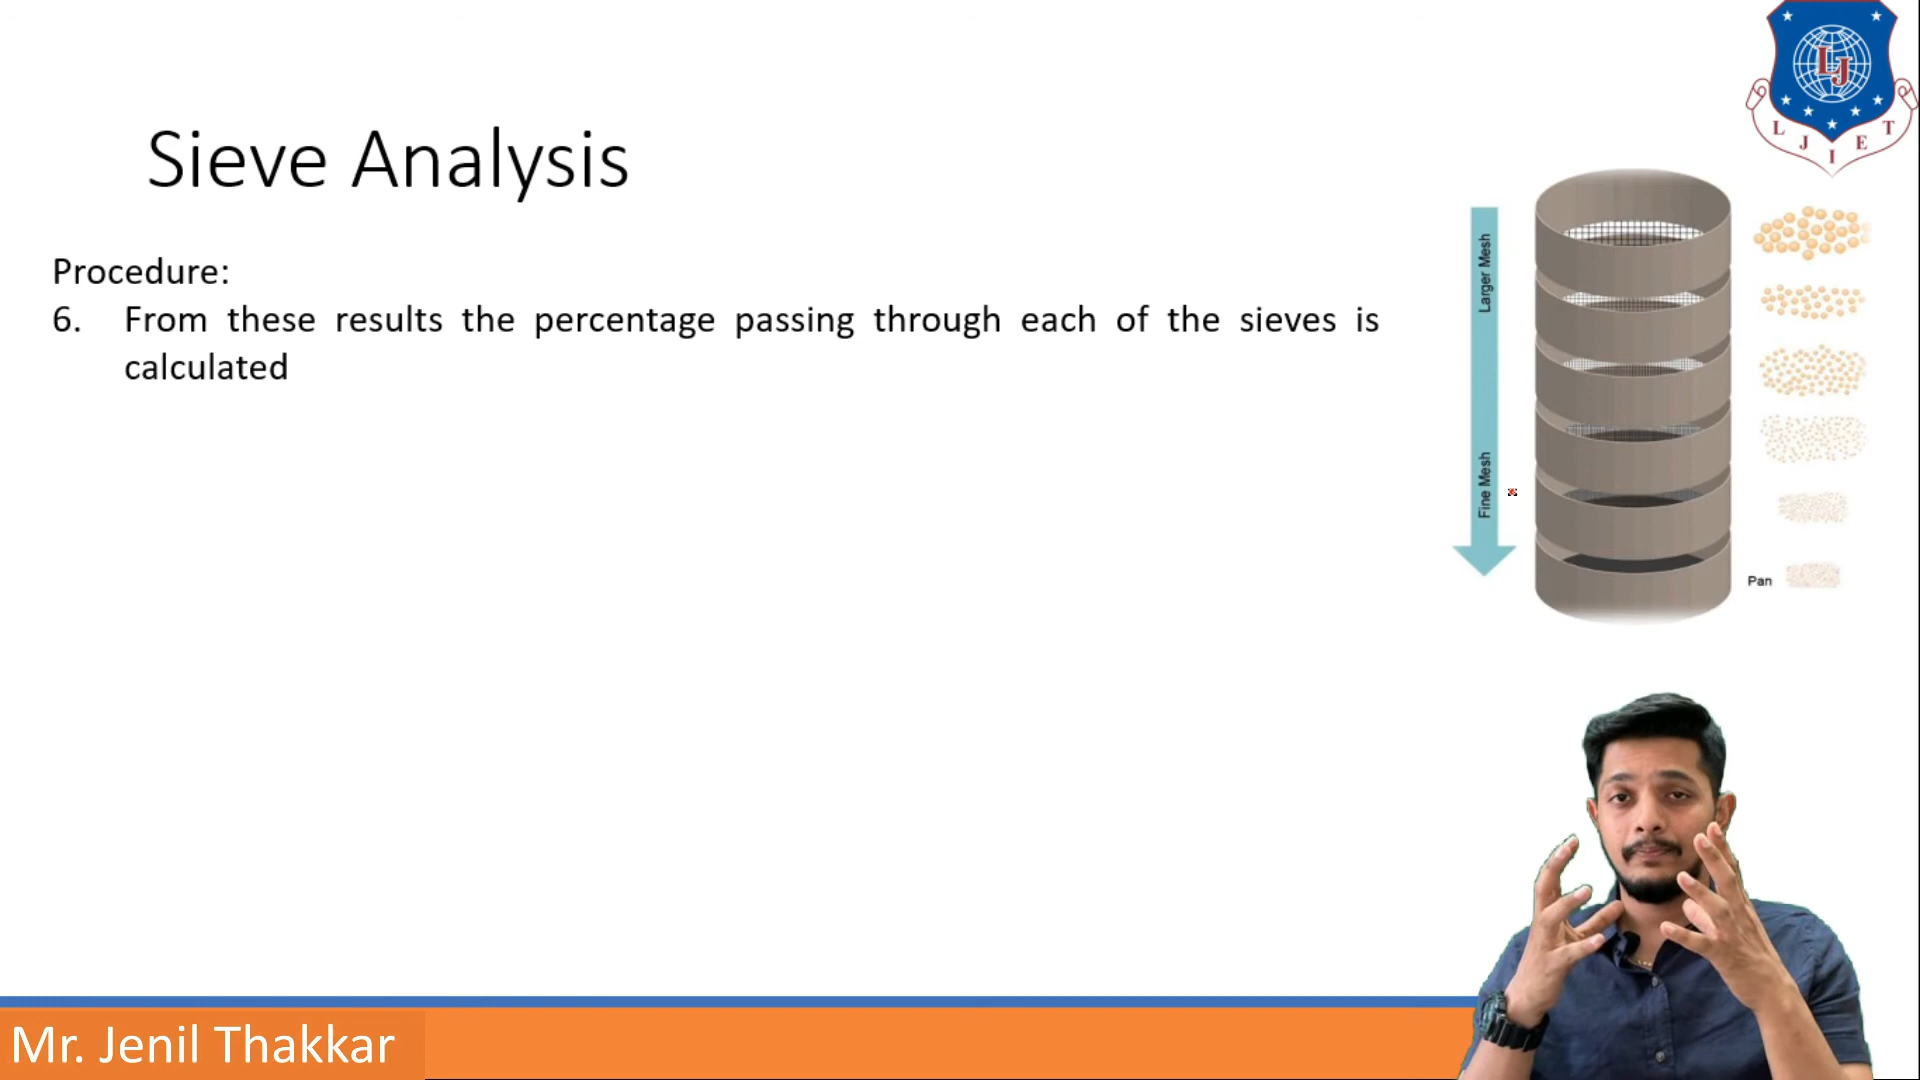 Sieve Analysis
Procedure:
6. From these results the percentage passing through each of the sieves is
calculated
Larger Mesh
Fine Mesh
Pan
LJ
L J I E T
Mr. Jenil Thakkar